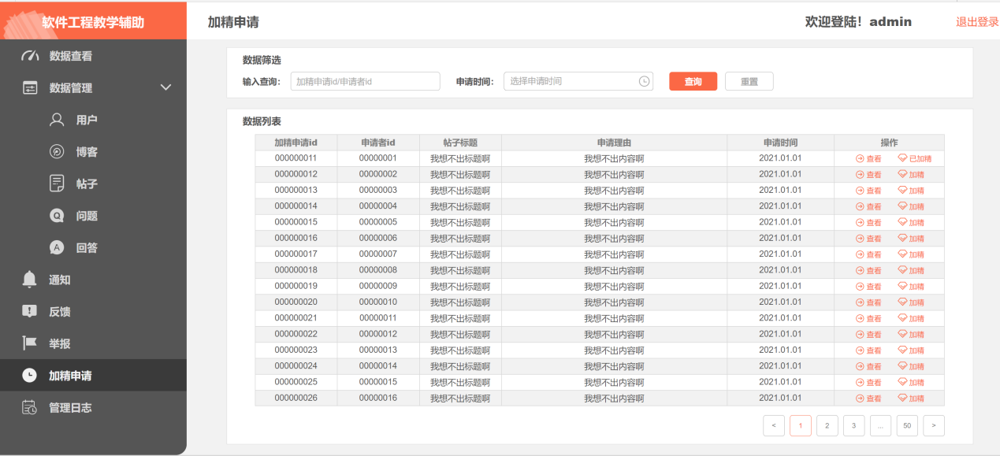 软件工程教学辅助
加精申请
欢迎登陆! admin
退出登录
数据查看
数据管理
用户
博客
帖子
问题
回答
通知
反馈
举报
加精申请
管理日志
数据筛选
输入查询: 加精申请id/申请者id 申请时间: 选择申请时间 查询 重置
数据列表
加精申请id 申请者id 帖子标题 申请理由 申请时间 操作
000000011 00000001 我想不出标题啊 我想不出内容啊 2021.01.01 查看 已加精
000000012 00000002 我想不出标题啊 我想不出内容啊 2021.01.01 查看 加精
000000013 00000003 我想不出标题啊 我想不出内容啊 2021.01.01 查看 加精
000000014 00000004 我想不出标题啊 我想不出内容啊 2021.01.01 查看 加精
000000015 00000005 我想不出标题啊 我想不出内容啊 2021.01.01 查看 加精
000000016 00000006 我想不出标题啊 我想不出内容啊 2021.01.01 查看 加精
000000017 00000007 我想不出标题啊 我想不出内容啊 2021.01.01 查看 加精
000000018 00000008 我想不出标题啊 我想不出内容啊 2021.01.01 查看 加精
000000019 00000009 我想不出标题啊 我想不出内容啊 2021.01.01 查看 加精
000000020 00000010 我想不出标题啊 我想不出内容啊 2021.01.01 查看 加精
000000021 00000011 我想不出标题啊 我想不出内容啊 2021.01.01 查看 加精
000000022 00000012 我想不出标题啊 我想不出内容啊 2021.01.01 查看 加精
000000023 00000013 我想不出标题啊 我想不出内容啊 2021.01.01 查看 加精
000000024 00000014 我想不出标题啊 我想不出内容啊 2021.01.01 查看 加精
000000025 00000015 我想不出标题啊 我想不出内容啊 2021.01.01 查看 加精
000000026 00000016 我想不出标题啊 我想不出内容啊 2021.01.01 查看 加精
< 1 2 3 ... 50 >